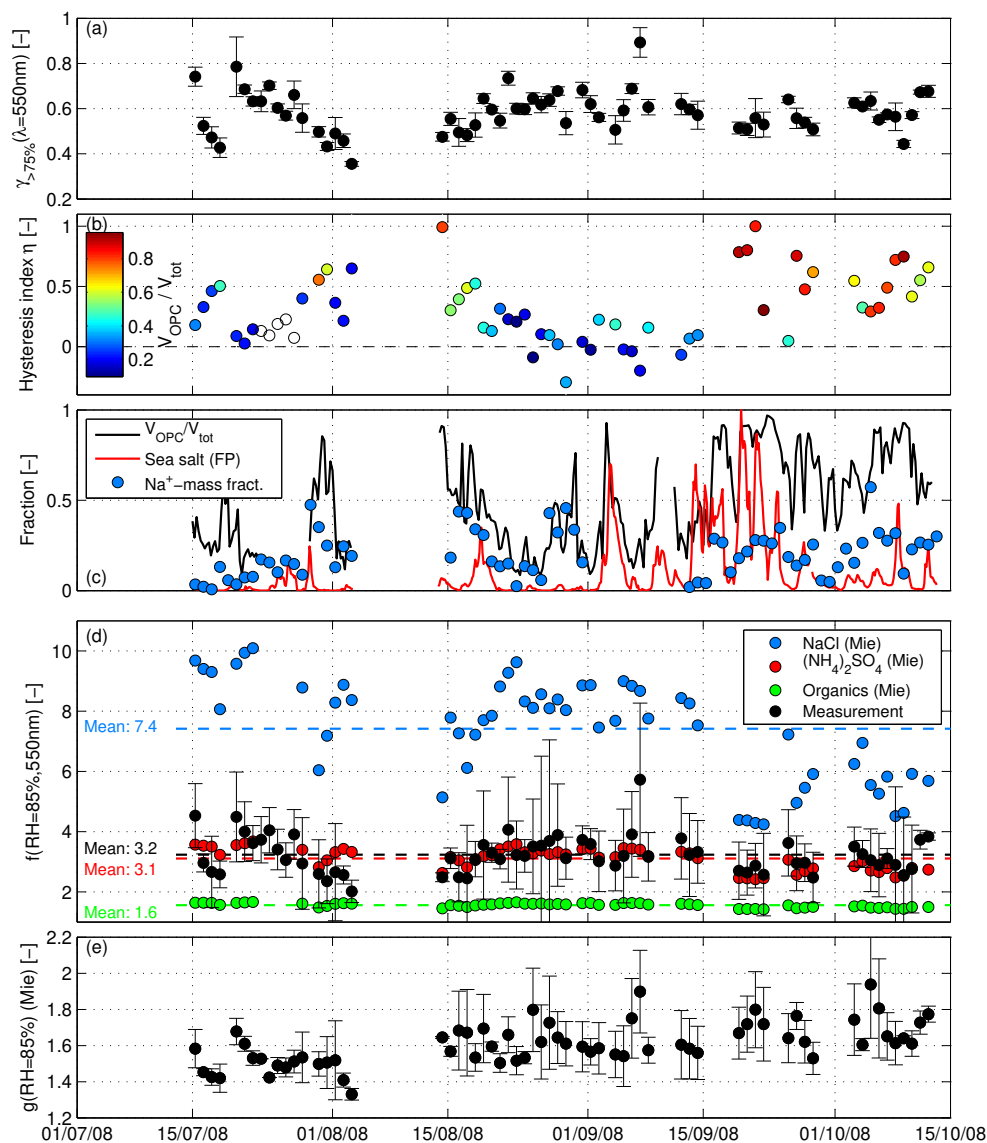 (a)
γ>75%(λ=550nm) [−]
1
0.8
0.6
0.4
0.2
(b)
Hysteresis index η [−]
1
0.5
0
0.8
0.6
0.4
0.2
V_OPC / V_tot
(c)
Fraction [−]
1
0.5
0
V_OPC/V_tot
Sea salt (FP)
Na⁺−mass fract.
(d)
f(RH=85%,550nm) [−]
10
8
6
4
2
NaCl (Mie)
(NH₄)₂SO₄ (Mie)
Organics (Mie)
Measurement
Mean: 7.4
Mean: 3.2
Mean: 3.1
Mean: 1.6
(e)
g(RH=85%) (Mie) [−]
2.2
2
1.8
1.6
1.4
1.2
01/07/08 15/07/08 01/08/08 15/08/08 01/09/08 15/09/08 01/10/08 15/10/08